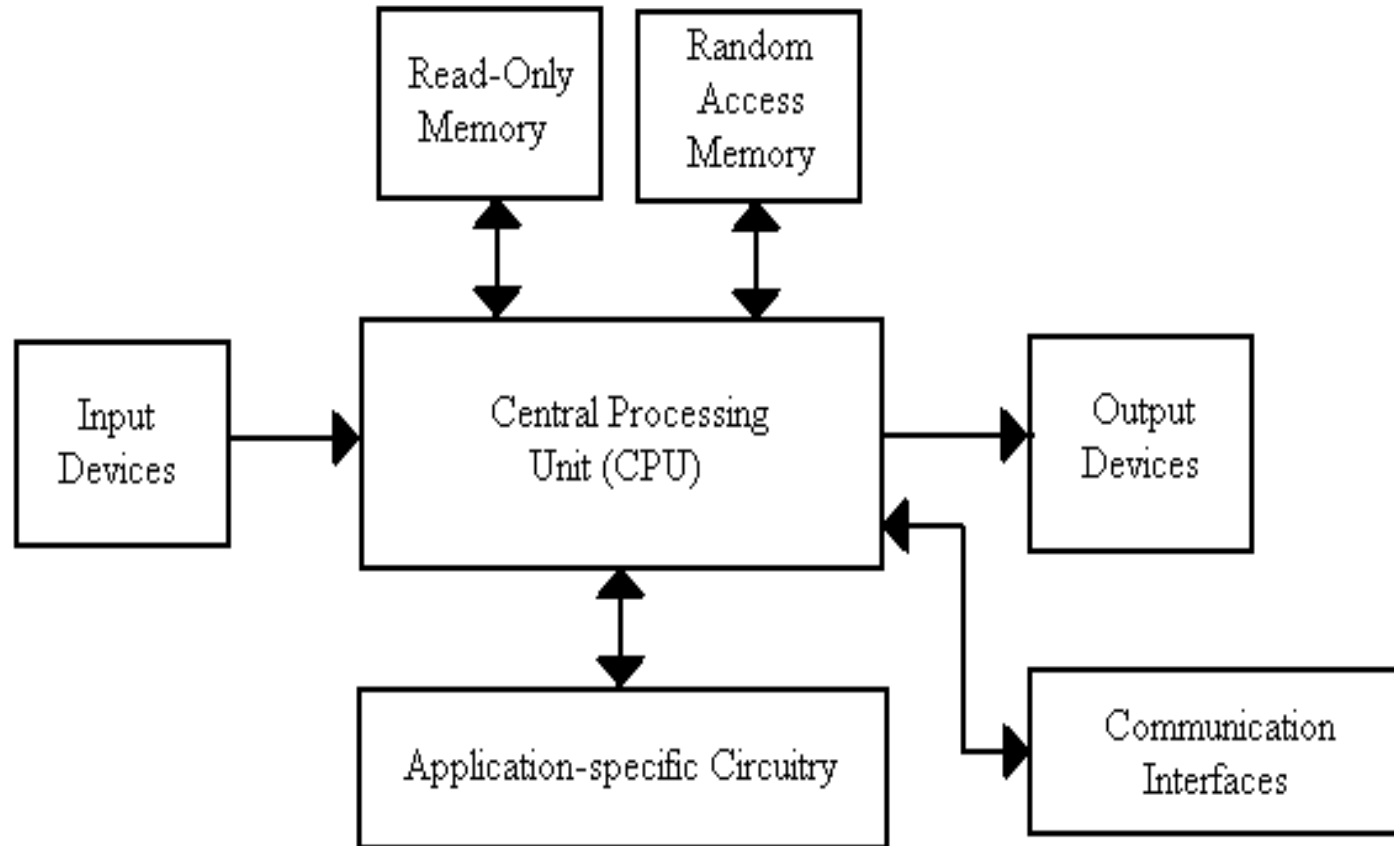 Read-Only
Memory
Random
Access
Memory
Input
Devices
Central Processing
Unit (CPU)
Output
Devices
Application-specific Circuitry
Communication
Interfaces